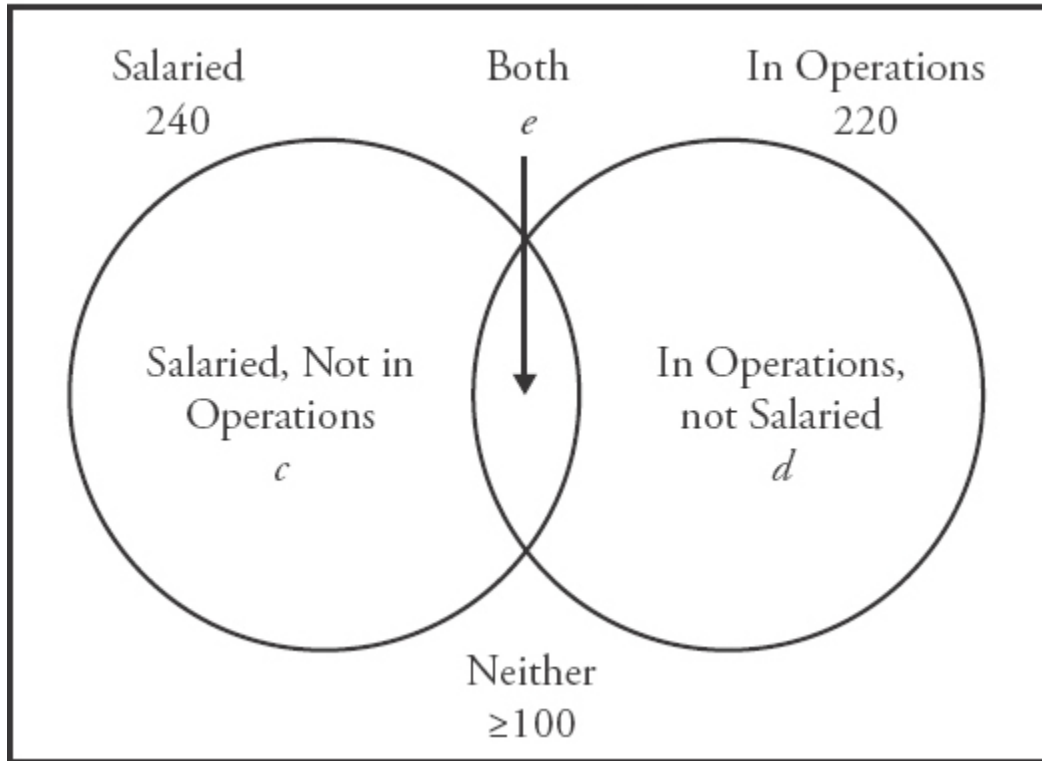 Salaried
240
Both
e
In Operations
220
Salaried, Not in
Operations
c
In Operations,
not Salaried
d
Neither
≥100